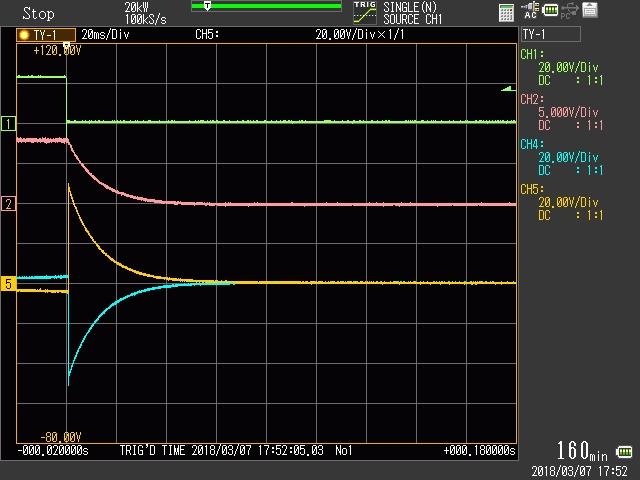 Stop
20kW
100kS/s
T
TRIG
SINGLE(N)
SOURCE CH1
AC
PC
TY-1
20ms/Div
CH5:
20.00V/Div×1/1
TY-1
+120.00V
CH1:
20.00V/Div
DC : 1:1
CH2:
5.000V/Div
DC : 1:1
CH4:
20.00V/Div
DC : 1:1
CH5:
20.00V/Div
DC : 1:1
1
2
5
-80.00V
-000.020000s
TRIG'D TIME 2018/03/07 17:52:05.03 No1
+000.180000s
160min
2018/03/07 17:52